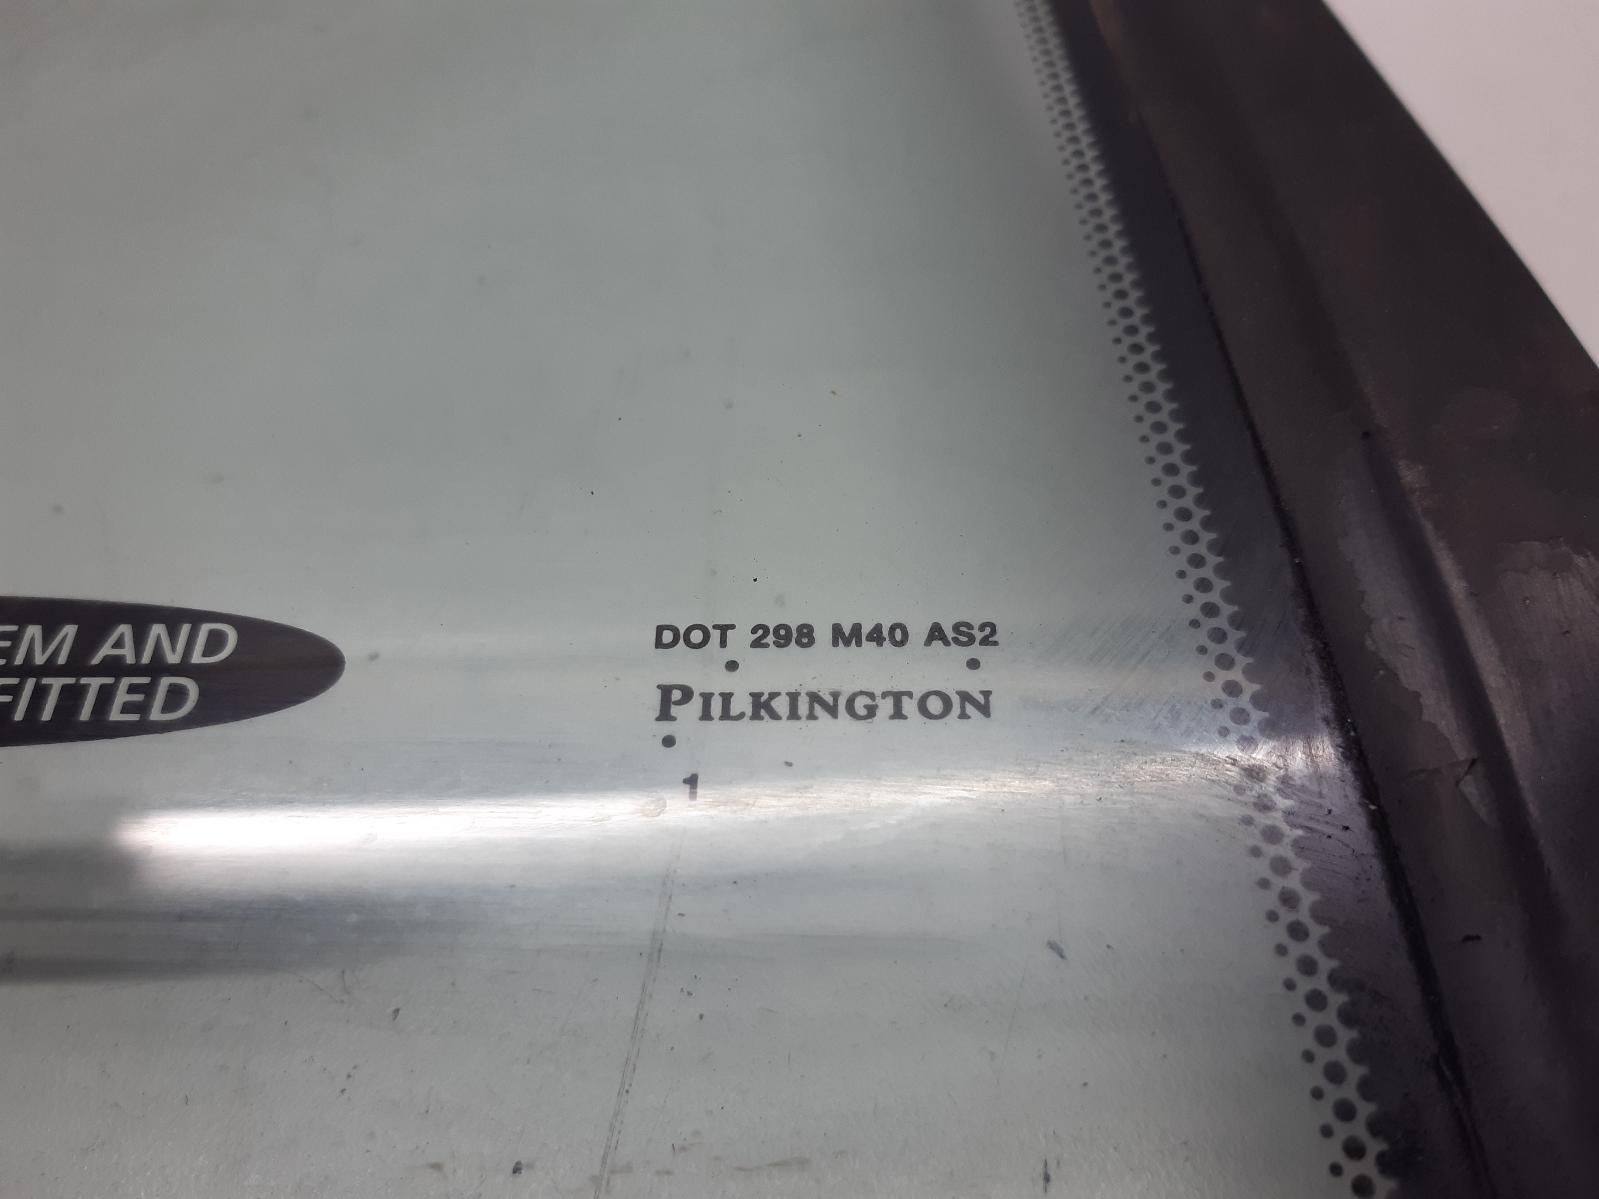 EM AND
FITTED
DOT 298 M40 AS2
PILKINGTON
1